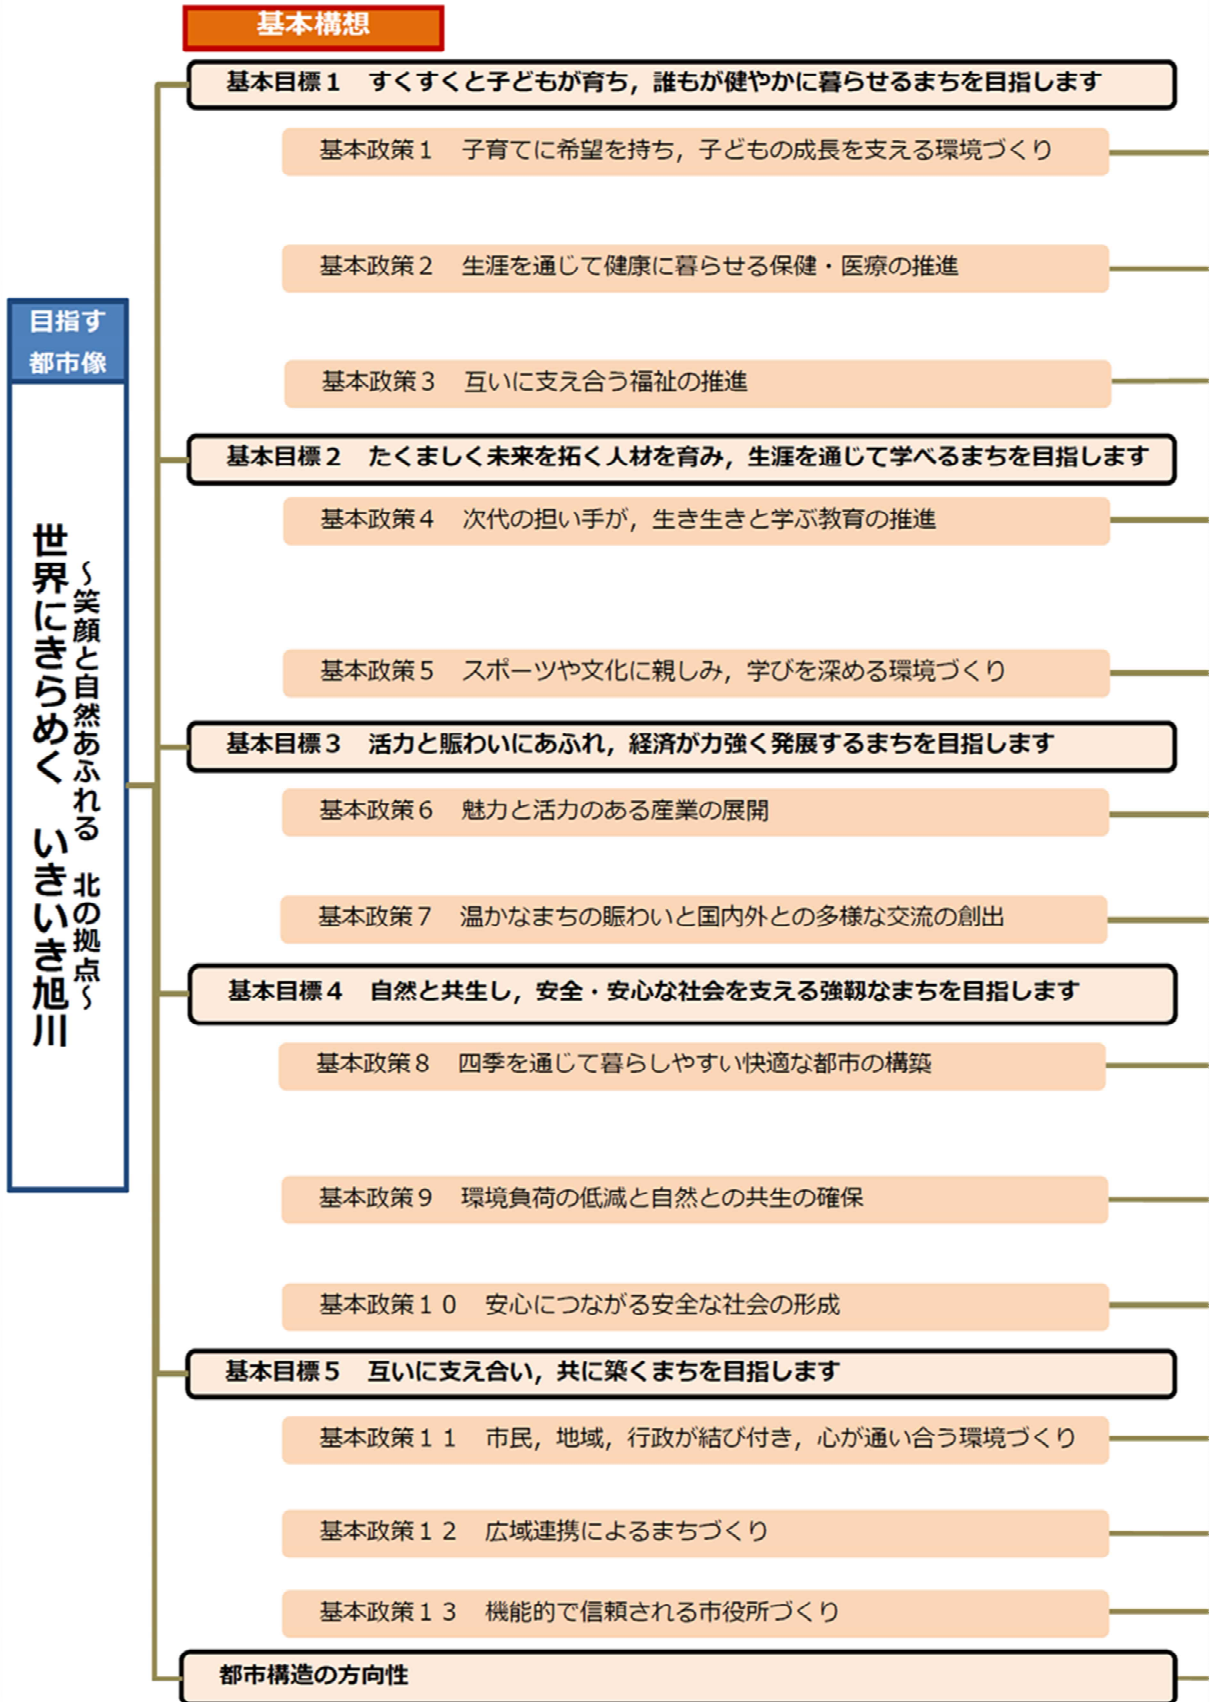 基本構想
基本目標１　すくすくと子どもが育ち，誰もが健やかに暮らせるまちを目指します
基本政策１　子育てに希望を持ち，子どもの成長を支える環境づくり
基本政策２　生涯を通じて健康に暮らせる保健・医療の推進
基本政策３　互いに支え合う福祉の推進
目指す
都市像
世界にきらめく　いきいき旭川
～笑顔と自然あふれる　北の拠点～
基本目標２　たくましく未来を拓く人材を育み，生涯を通じて学べるまちを目指します
基本政策４　次代の担い手が，生き生きと学ぶ教育の推進
基本政策５　スポーツや文化に親しみ，学びを深める環境づくり
基本目標３　活力と賑わいにあふれ，経済が力強く発展するまちを目指します
基本政策６　魅力と活力のある産業の展開
基本政策７　温かなまちの賑わいと国内外との多様な交流の創出
基本目標４　自然と共生し，安全・安心な社会を支える強靱なまちを目指します
基本政策８　四季を通じて暮らしやすい快適な都市の構築
基本政策９　環境負荷の低減と自然との共生の確保
基本政策１０　安心につながる安全な社会の形成
基本目標５　互いに支え合い，共に築くまちを目指します
基本政策１１　市民，地域，行政が結び付き，心が通い合う環境づくり
基本政策１２　広域連携によるまちづくり
基本政策１３　機能的で信頼される市役所づくり
都市構造の方向性